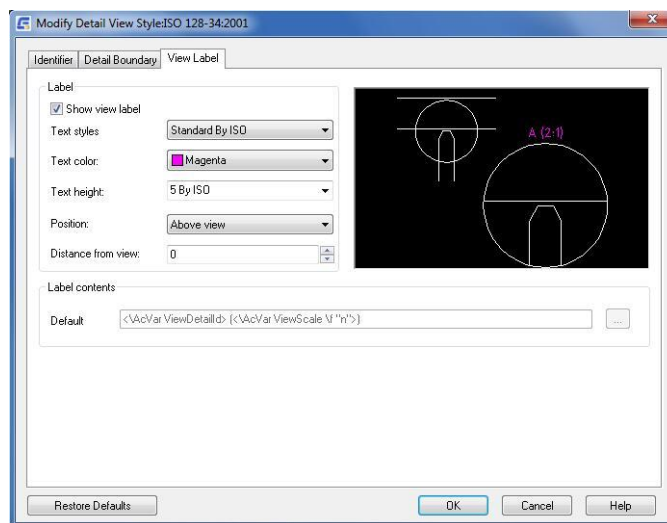 Modify Detail View Style:ISO 128-34:2001
Identifier Detail Boundary View Label
Label
Show view label
Text styles Standard By ISO
Text color: Magenta
Text height: 5 By ISO
Position: Above view
Distance from view: 0
A (2:1)
Label contents
Default <\AcVar ViewDetailId> (<\AcVar ViewScale \f "n">) ...
Restore Defaults OK Cancel Help